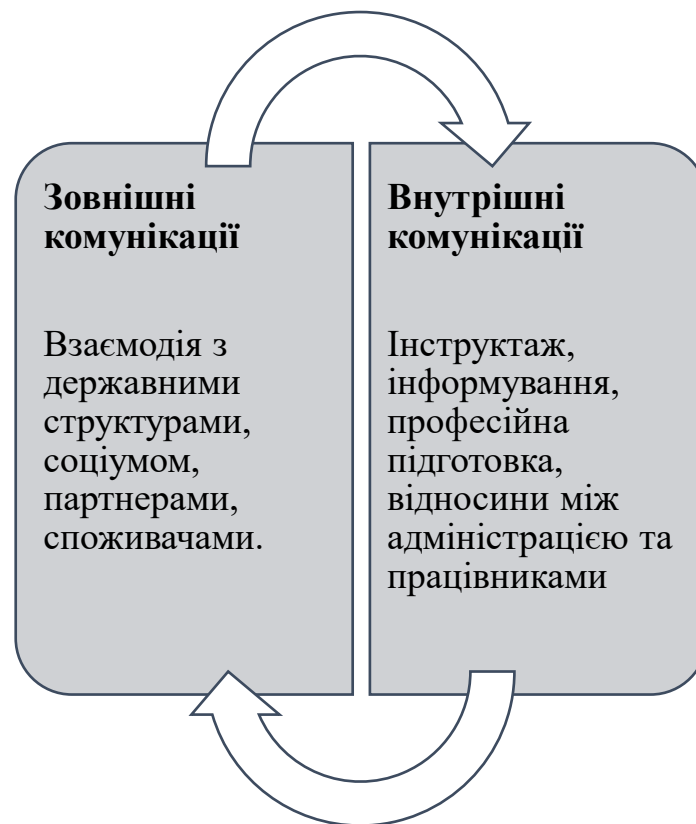 Зовнішні
комунікації
Взаємодія з
державними
структурами,
соціумом,
партнерами,
споживачами.
Внутрішні
комунікації
Інструктаж,
інформування,
професійна
підготовка,
відносини між
адміністрацією та
працівниками